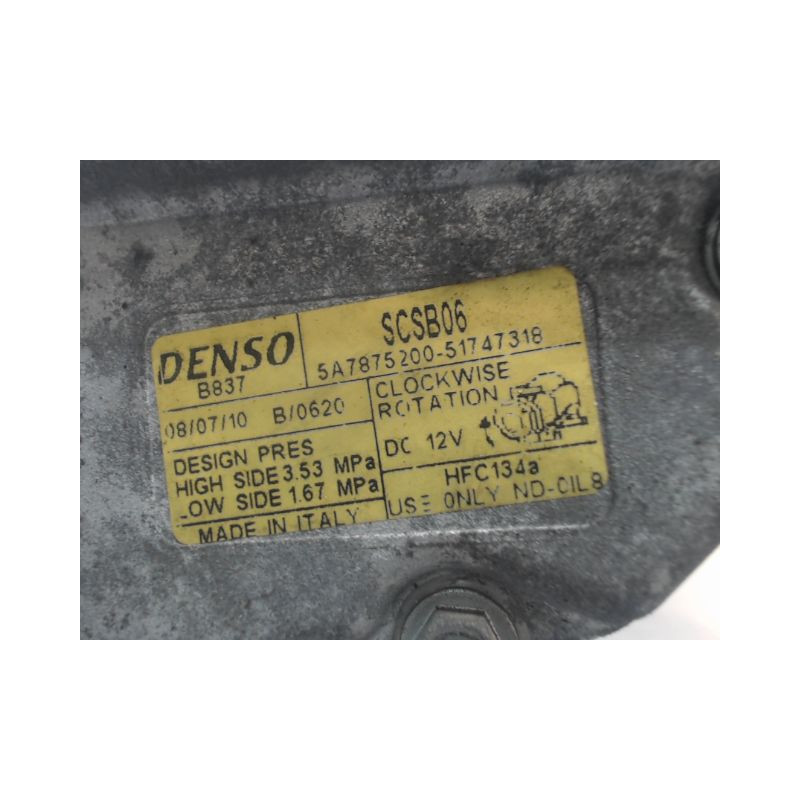 DENSO
B837
SCSB06
5A7875200-51747318
08/07/10 B/0620
CLOCKWISE
ROTATION
DC 12V
DESIGN PRES
HIGH SIDE 3.53 MPa
LOW SIDE 1.67 MPa
HFC134a
MADE IN ITALY
USE ONLY ND-OIL8